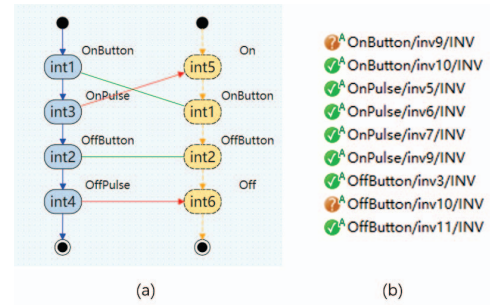 OnButton
On
int1
int5
OnPulse
OnButton
int3
int1
OffButton
OffButton
int2
int2
OffPulse
Off
int4
int6
(a)
A OnButton/inv9/INV
A OnButton/inv10/INV
A OnPulse/inv5/INV
A OnPulse/inv6/INV
A OnPulse/inv7/INV
A OnPulse/inv9/INV
A OffButton/inv3/INV
A OffButton/inv10/INV
A OffButton/inv11/INV
(b)